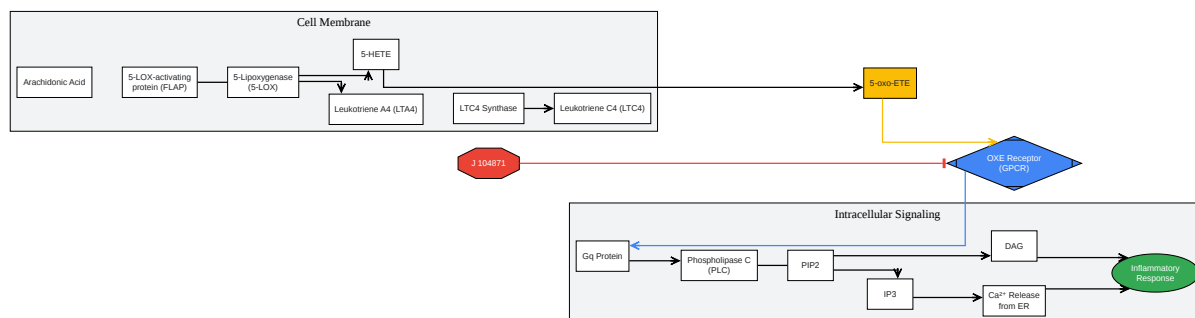 Cell Membrane
5-HETE
Arachidonic Acid
5-LOX-activating
protein (FLAP)
5-Lipoxygenase
(5-LOX)
5-oxo-ETE
Leukotriene A4 (LTA4)
LTC4 Synthase
Leukotriene C4 (LTC4)
J 104871
OXE Receptor
(GPCR)
Intracellular Signaling
Gq Protein
Phospholipase C
(PLC)
PIP2
DAG
IP3
Ca²⁺ Release
from ER
Inflammatory
Response